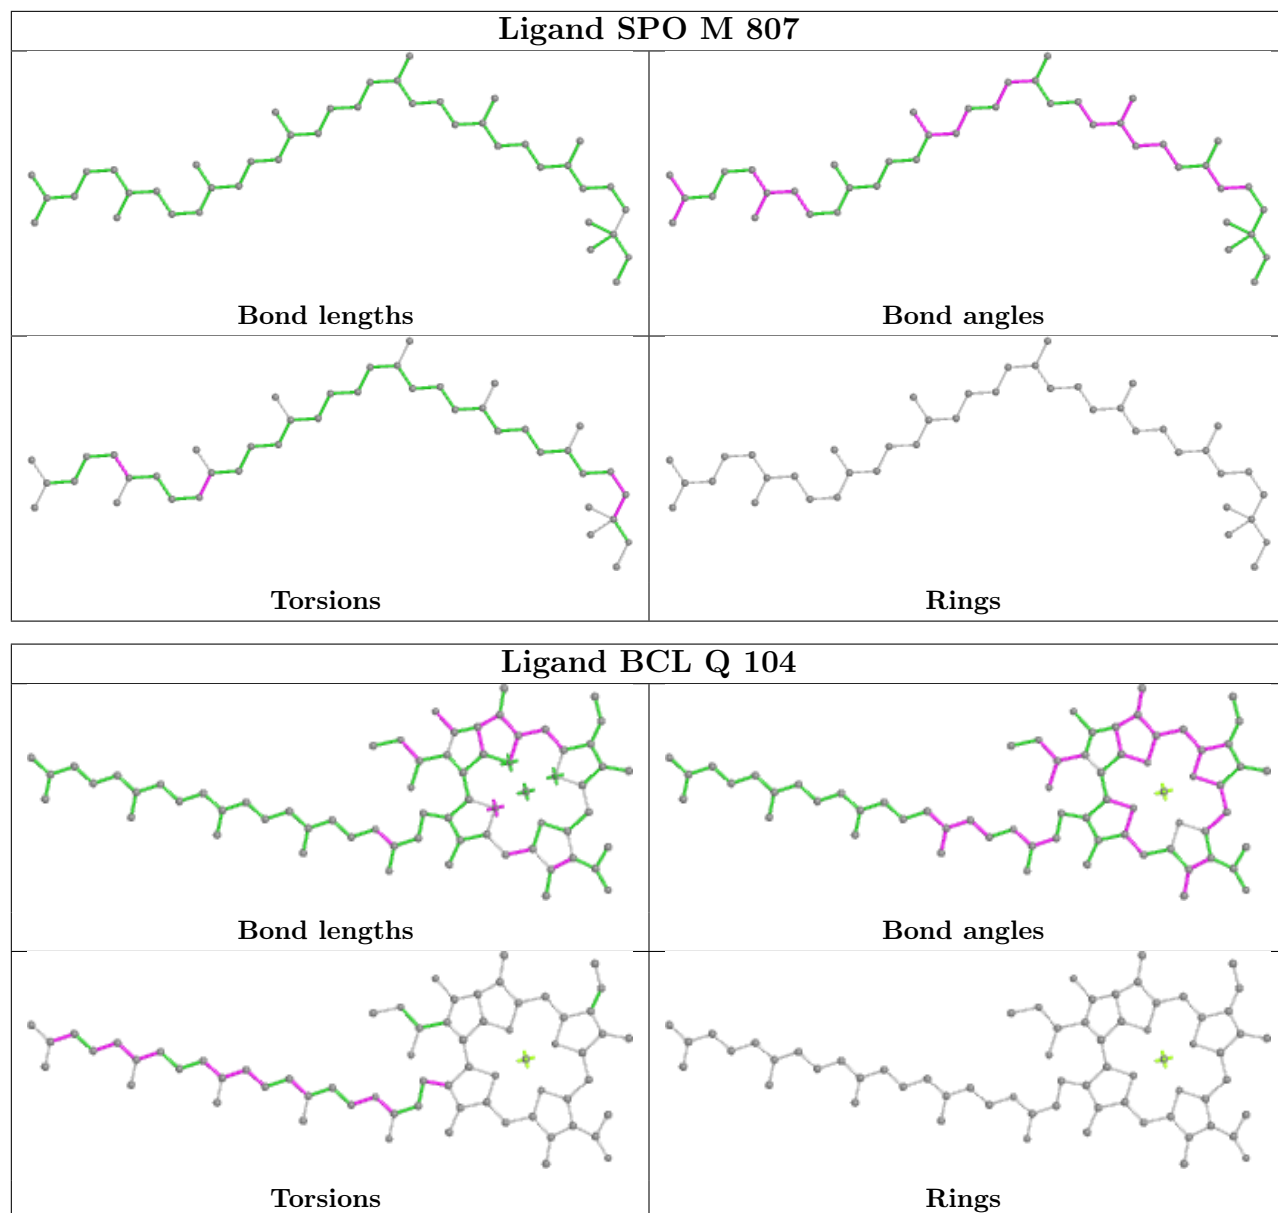 Ligand SPO M 807
Bond lengths
Bond angles
Torsions
Rings
Ligand BCL Q 104
Bond lengths
Bond angles
Torsions
Rings